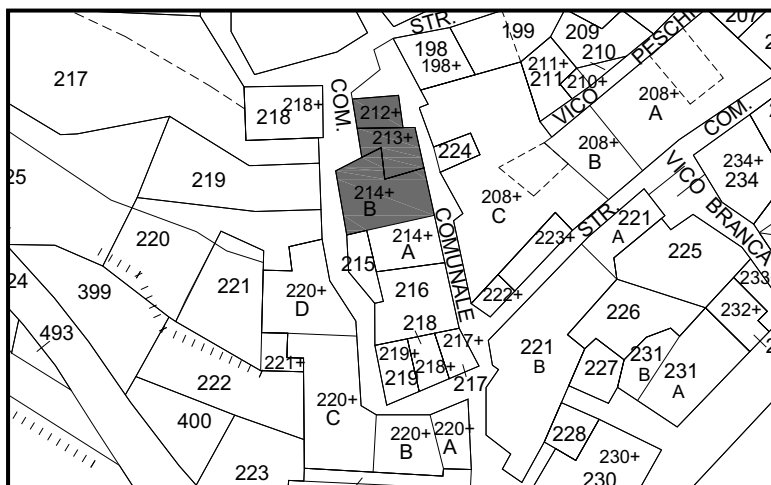 STR.
199
209
207
198
198+
210
PESCHI
211+
211
210+
217
218+
218
COM.
212+
VICO
208+
A
COM.
213+
224
208+
B
VICO BRANCA
234+
234
25
219
214+
B
208+
C
STR.
221
A
220
214+
A
COMUNALE
223+
225
215
233
24
399
221
220+
D
216
222+
232+
226
493
218
217+
221
B
231
B
231
A
227
221+
219+
219
218+
217
222
400
220+
C
220+
B
220+
A
228
230+
230
223